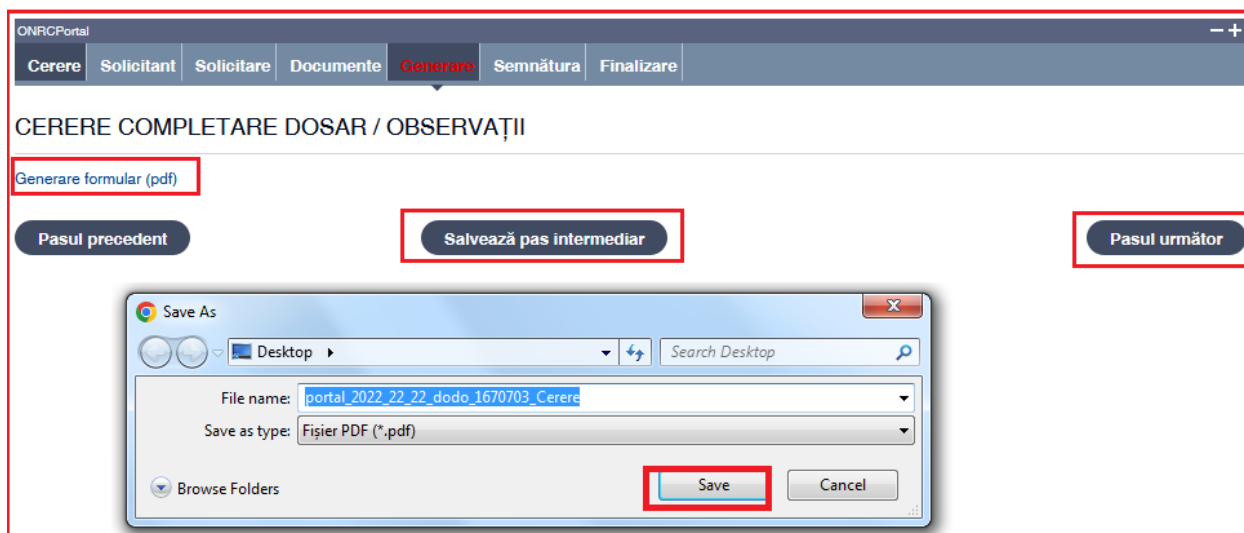 ONRCPortal
Cerere Solicitant Solicitare Documente Generare Semnătura Finalizare
CERERE COMPLETARE DOSAR / OBSERVAȚII
Generare formular (pdf)
Pasul precedent Salvează pas intermediar Pasul următor
Save As
Desktop Search Desktop
File name: portal_2022_22_22_dodo_1670703_Cerere
Save as type: Fișier PDF (*.pdf)
Browse Folders Save Cancel